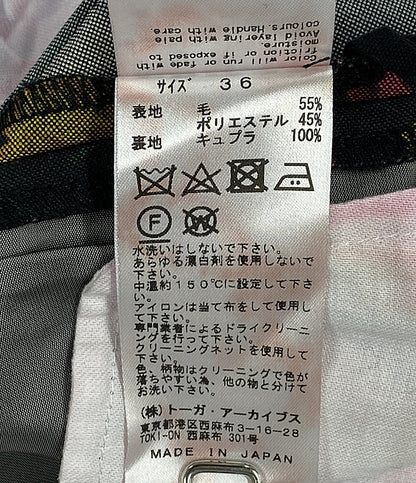 colours. Handle with care.
Avoid laying with pale
moisture.
friction or if exposed to
Color will run or fade with
サイズ 36
表地 毛 55%
ポリエステル 45%
裏地 キュプラ 100%
F W
水洗いはしないで下さい。
あらゆる漂白剤を使用しないで
下さい。
中温約150℃に設定して下さ
い。
アイロンは当て布をして使用し
て下さい。
専門業者によるドライクリーニ
ングを行って下さい。
クリーニングネットを使用して
下さい。
色、柄物はクリーニングで色が
落ちやすい為、他の物と分けて
お洗い下さい。
(株)トーガ・アーカイブス
東京都港区西麻布3-16-28
TOKI-ON 西麻布 301号
MADE IN JAPAN